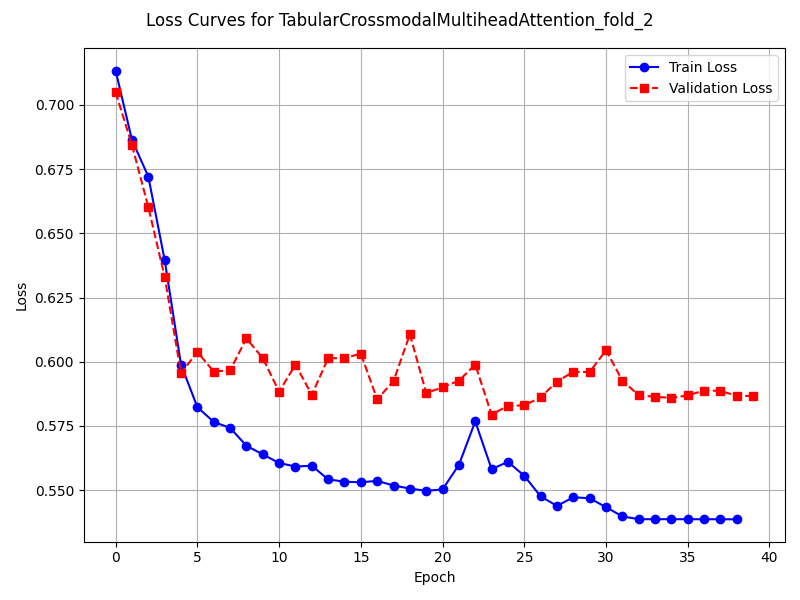 Loss Curves for TabularCrossmodalMultiheadAttention_fold_2
Train Loss
Validation Loss
Loss
0.700
0.675
0.650
0.625
0.600
0.575
0.550
0 5 10 15 20 25 30 35 40
Epoch